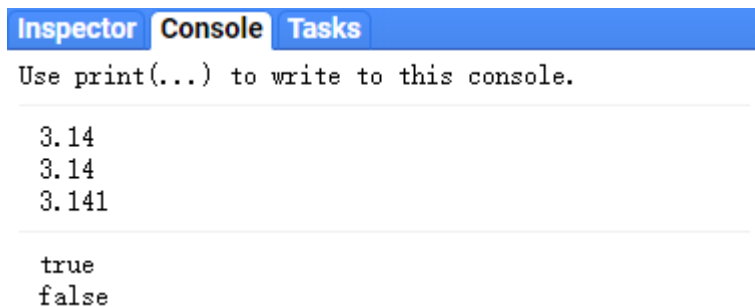 Inspector Console Tasks
Use print(...) to write to this console.
3.14
3.14
3.141
true
false